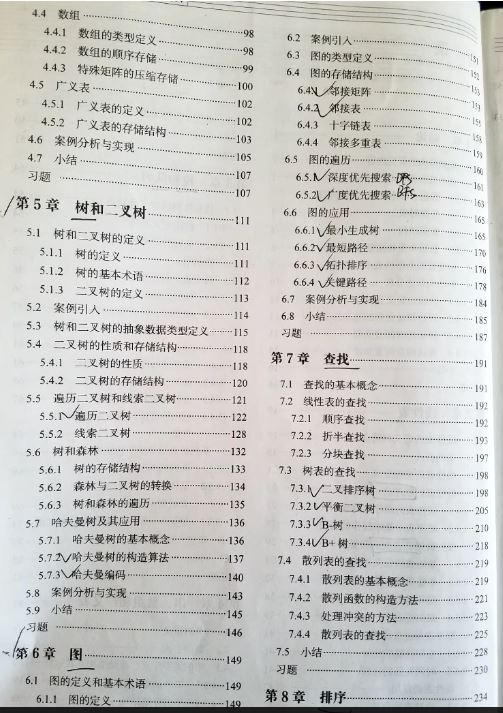 4.4 数组 98
4.4.1 数组的类型定义 98
4.4.2 数组的顺序存储 99
4.4.3 特殊矩阵的压缩存储 100
4.5 广义表 102
4.5.1 广义表的定义 102
4.5.2 广义表的存储结构 103
4.6 案例分析与实现 105
4.7 小结 107
习题 107
第5章 树和二叉树 111
5.1 树和二叉树的定义 111
5.1.1 树的定义 111
5.1.2 树的基本术语 112
5.1.3 二叉树的定义 113
5.2 案例引入 114
5.3 树和二叉树的抽象数据类型定义 115
5.4 二叉树的性质和存储结构 118
5.4.1 二叉树的性质 118
5.4.2 二叉树的存储结构 120
5.5 遍历二叉树和线索二叉树 121
5.5.1 遍历二叉树 122
5.5.2 线索二叉树 128
5.6 树和森林 132
5.6.1 树的存储结构 133
5.6.2 森林与二叉树的转换 134
5.6.3 树和森林的遍历 135
5.7 哈夫曼树及其应用 136
5.7.1 哈夫曼树的基本概念 136
5.7.2 哈夫曼树的构造算法 137
5.7.3 哈夫曼编码 140
5.8 案例分析与实现 143
5.9 小结 145
习题 146
第6章 图 149
6.1 图的定义和基本术语 149
6.1.1 图的定义 149
6.2 案例引入 151
6.3 图的类型定义
6.4 图的存储结构
6.4.1 邻接矩阵
6.4.2 邻接表
6.4.3 十字链表
6.4.4 邻接多重表
6.5 图的遍历 160
6.5.1 深度优先搜索 161
6.5.2 广度优先搜索 163
6.6 图的应用 165
6.6.1 最小生成树 165
6.6.2 最短路径 170
6.6.3 拓扑排序 176
6.6.4 关键路径 178
6.7 案例分析与实现 184
6.8 小结 185
习题 187
第7章 查找 191
7.1 查找的基本概念 191
7.2 线性表的查找 192
7.2.1 顺序查找 192
7.2.2 折半查找 193
7.2.3 分块查找 197
7.3 树表的查找 198
7.3.1 二叉排序树 198
7.3.2 平衡二叉树 205
7.3.3 B-树 210
7.3.4 B+树 218
7.4 散列表的查找 219
7.4.1 散列表的基本概念 219
7.4.2 散列函数的构造方法 221
7.4.3 处理冲突的方法 223
7.4.4 散列表的查找 225
7.5 小结 228
习题 230
第8章 排序 234